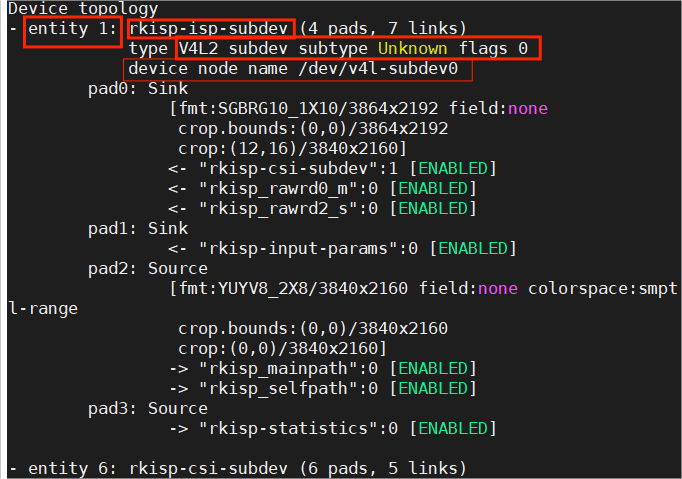 Device topology
- entity 1: rkisp-isp-subdev (4 pads, 7 links)
type V4L2 subdev subtype Unknown flags 0
device node name /dev/v4l-subdev0
pad0: Sink
[fmt:SGBRG10_1X10/3864x2192 field:none
crop.bounds:(0,0)/3864x2192
crop:(12,16)/3840x2160]
<- "rkisp-csi-subdev":1 [ENABLED]
<- "rkisp_rawrd0_m":0 [ENABLED]
<- "rkisp_rawrd2_s":0 [ENABLED]
pad1: Sink
<- "rkisp-input-params":0 [ENABLED]
pad2: Source
[fmt:YUYV8_2X8/3840x2160 field:none colorspace:smpt
l-range
crop.bounds:(0,0)/3840x2160
crop:(0,0)/3840x2160]
-> "rkisp_mainpath":0 [ENABLED]
-> "rkisp_selfpath":0 [ENABLED]
pad3: Source
-> "rkisp-statistics":0 [ENABLED]
- entity 6: rkisp-csi-subdev (6 pads, 5 links)